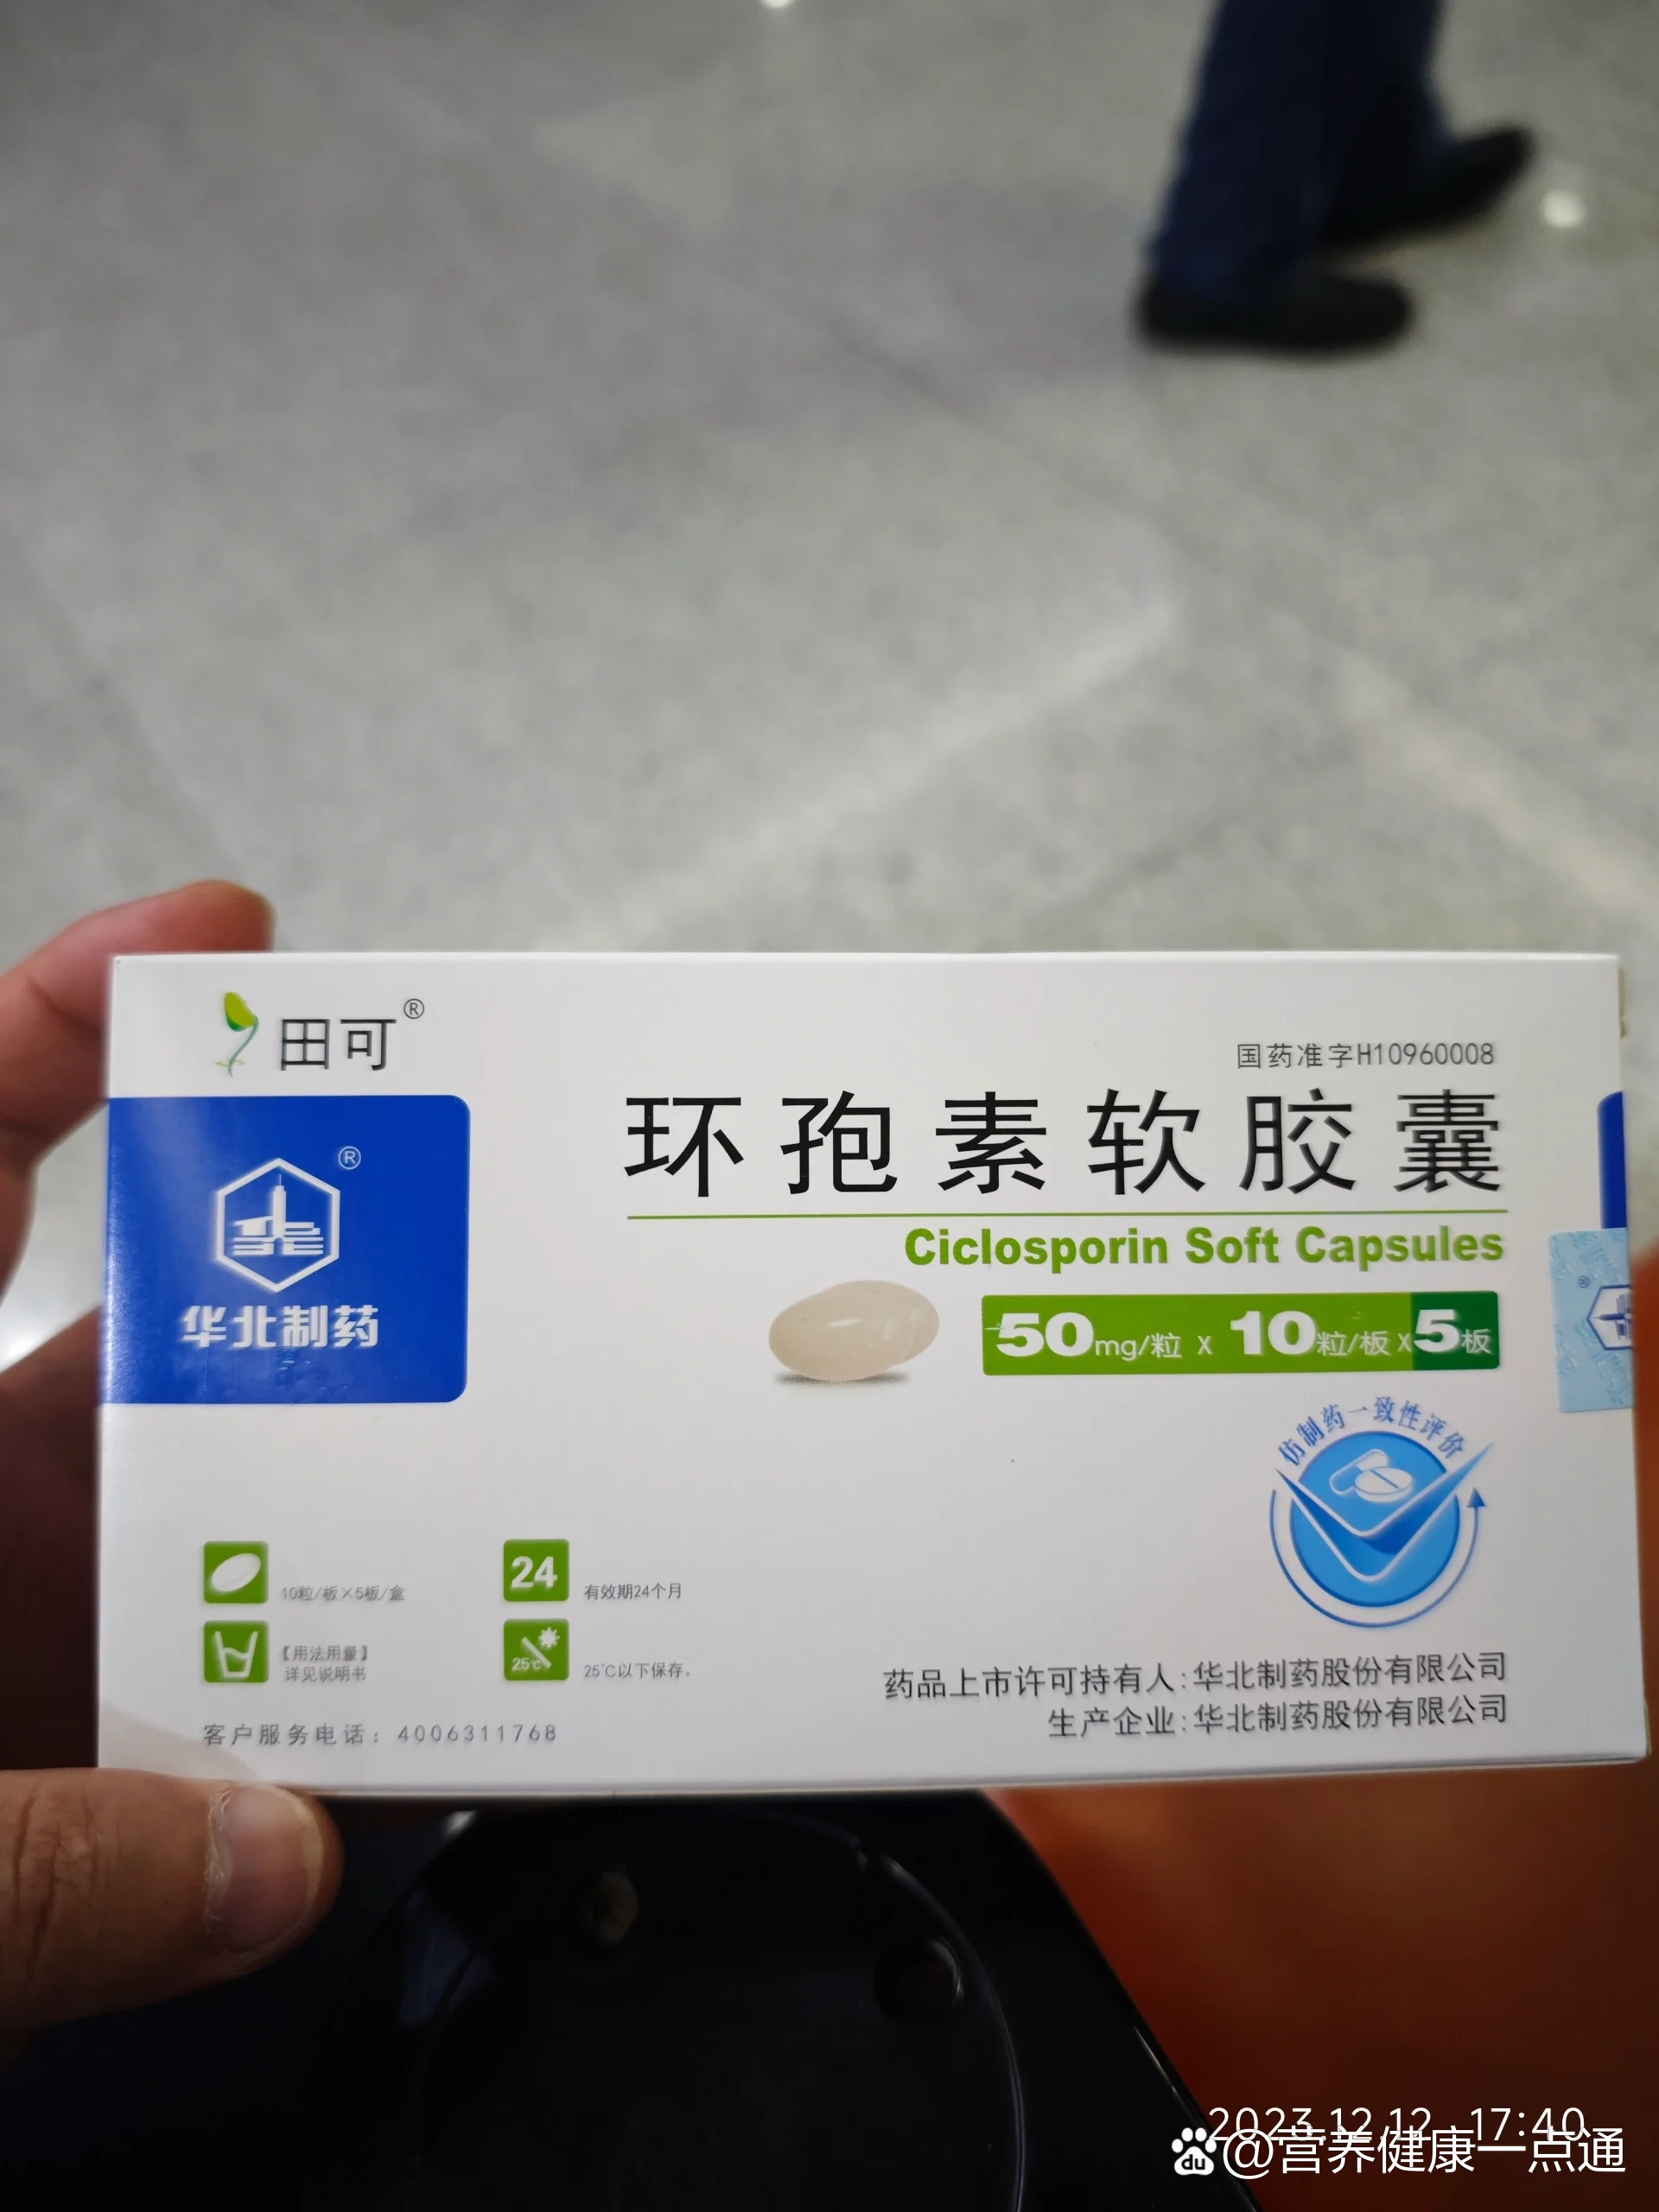 田可®
国药准字H10960008
环孢素软胶囊
Ciclosporin Soft Capsules
®
华北制药
50mg/粒 x 10粒/板x5板
仿制药一致性评价
10粒/板×5板/盒
24
有效期24个月
【用法用量】
详见说明书
25℃
25℃以下保存。
客户服务电话：4006311768
药品上市许可持有人:华北制药股份有限公司
生产企业:华北制药股份有限公司
®
2023.12.12 17:40
du @营养健康一点通